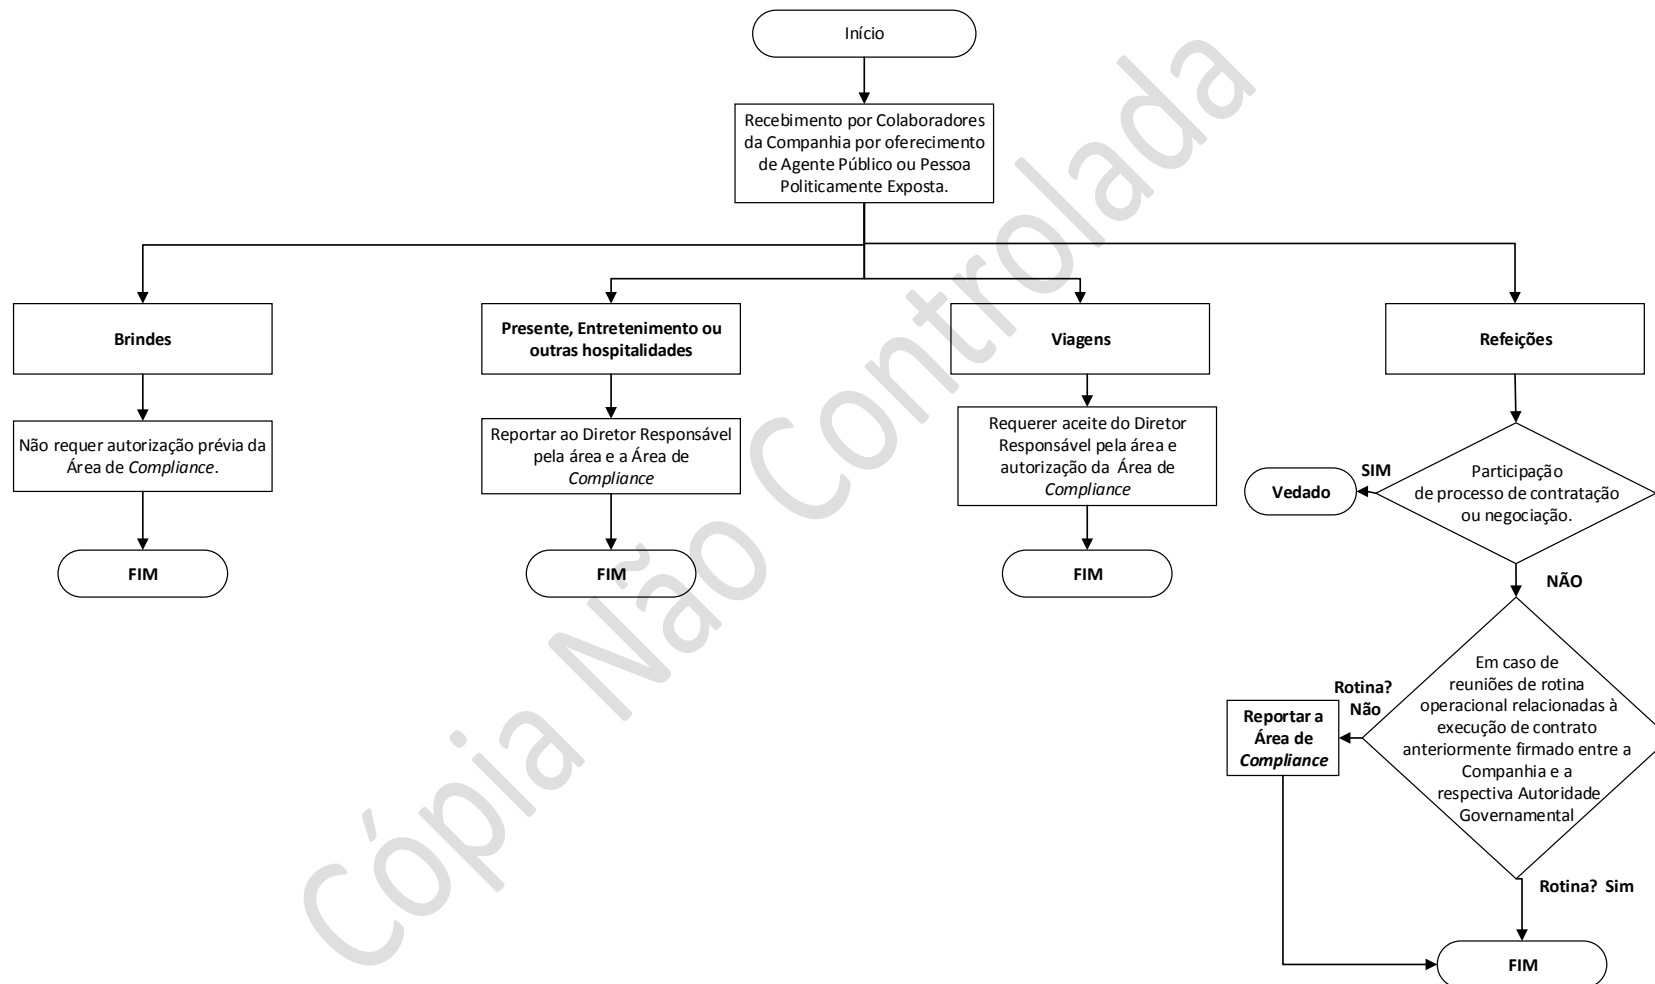 Início
Recebimento por Colaboradores
da Companhia por oferecimento
de Agente Público ou Pessoa
Politicamente Exposta.
Brindes
Presente, Entretenimento ou
outras hospitalidades
Viagens
Refeições
Não requer autorização prévia da
Área de Compliance.
Reportar ao Diretor Responsável
pela área e a Área de
Compliance
Requerer aceite do Diretor
Responsável pela área e
autorização da Área de
Compliance
SIM
Vedado
Participação
de processo de contratação
ou negociação.
FIM
FIM
FIM
NÃO
Em caso de
reuniões de rotina
operacional relacionadas à
execução de contrato
anteriormente firmado entre a
Companhia e a
respectiva Autoridade
Governamental
Rotina?
Não
Reportar a
Área de
Compliance
Rotina? Sim
FIM
Cópia Não Controlada